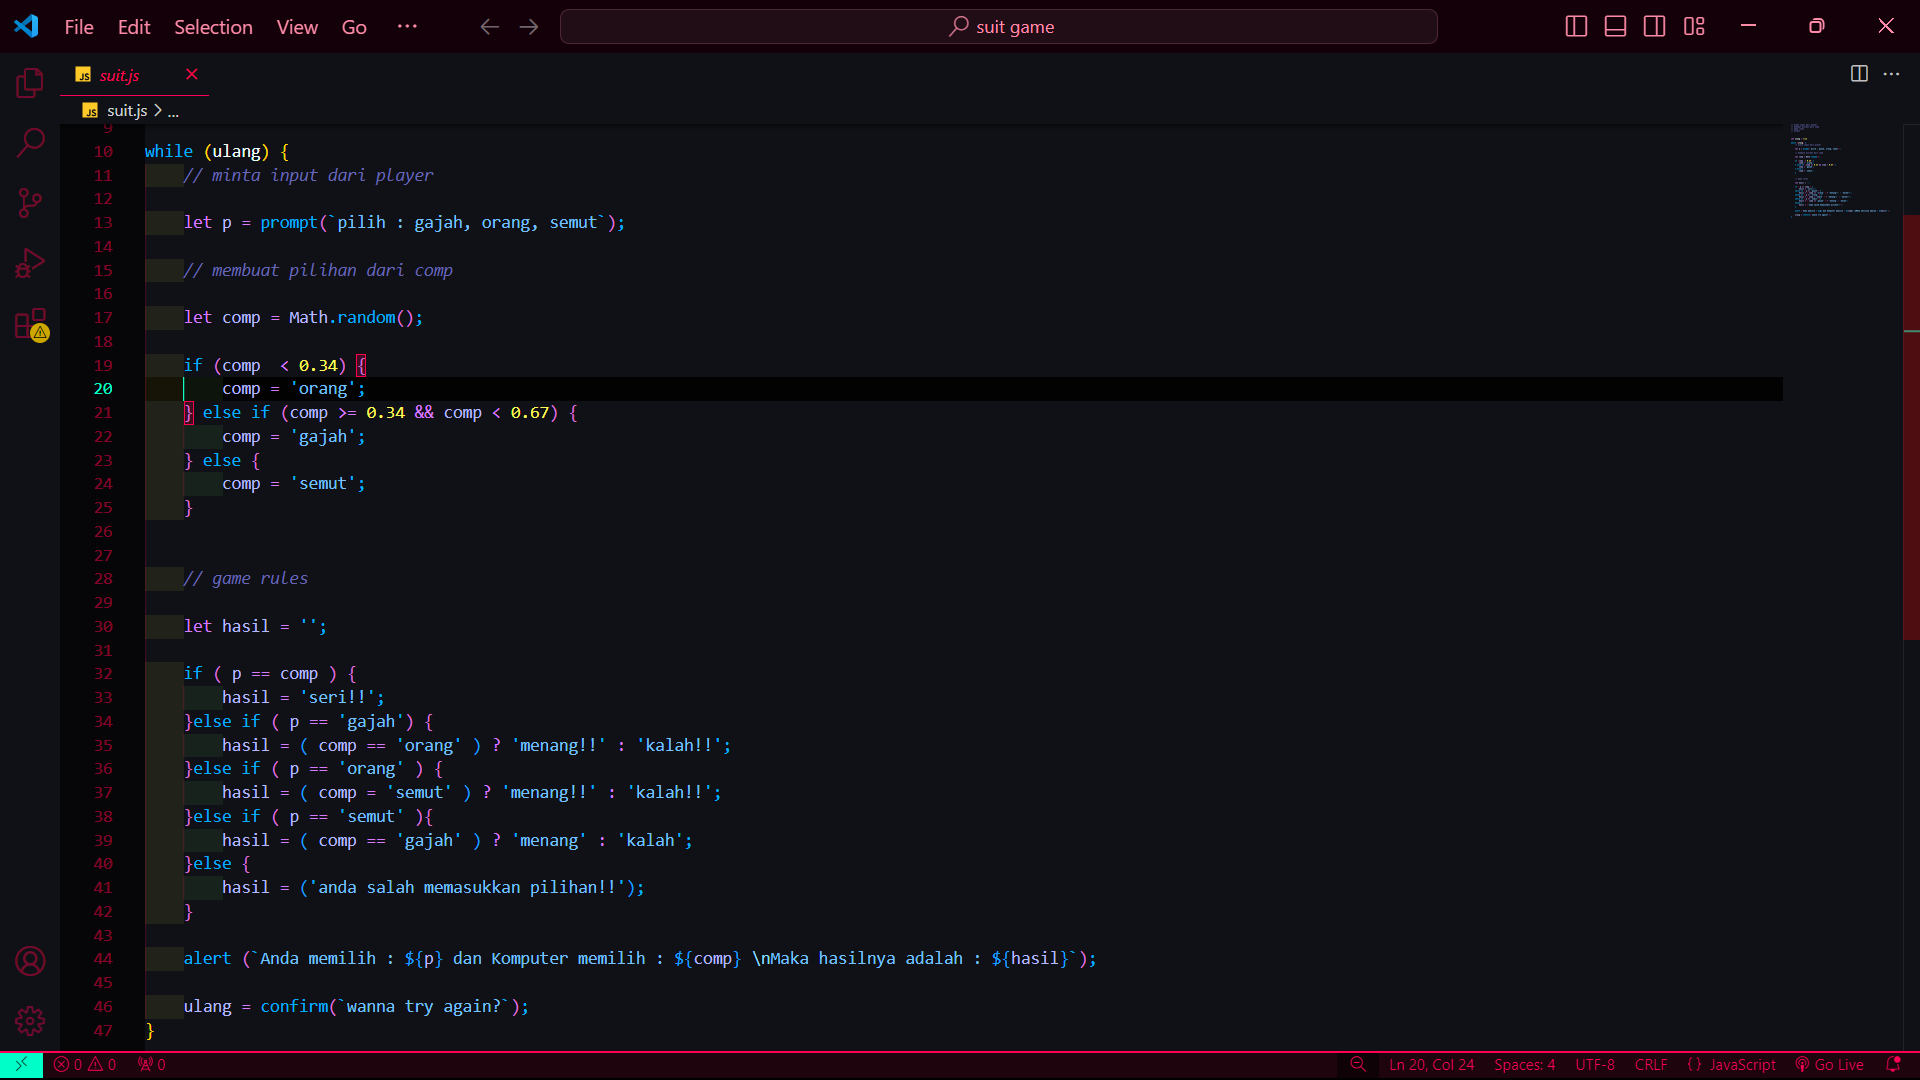 File Edit Selection View Go ... suit game
suit.js
suit.js > ...
9
10 while (ulang) {
11 // minta input dari player
12
13 let p = prompt(`pilih : gajah, orang, semut`);
14
15 // membuat pilihan dari comp
16
17 let comp = Math.random();
18
19 if (comp  < 0.34) {
20 comp = 'orang';
21 } else if (comp >= 0.34 && comp < 0.67) {
22 comp = 'gajah';
23 } else {
24 comp = 'semut';
25 }
26
27
28 // game rules
29
30 let hasil = '';
31
32 if ( p == comp ) {
33 hasil = 'seri!!';
34 }else if ( p == 'gajah') {
35 hasil = ( comp == 'orang' ) ? 'menang!!' : 'kalah!!';
36 }else if ( p == 'orang' ) {
37 hasil = ( comp = 'semut' ) ? 'menang!!' : 'kalah!!';
38 }else if ( p == 'semut' ){
39 hasil = ( comp == 'gajah' ) ? 'menang' : 'kalah';
40 }else {
41 hasil = ('anda salah memasukkan pilihan!!');
42 }
43
44 alert (`Anda memilih : ${p} dan Komputer memilih : ${comp} \nMaka hasilnya adalah : ${hasil}`);
45
46 ulang = confirm(`wanna try again?`);
47 }
0 0 0 Ln 20, Col 24 Spaces: 4 UTF-8 CRLF {} JavaScript Go Live